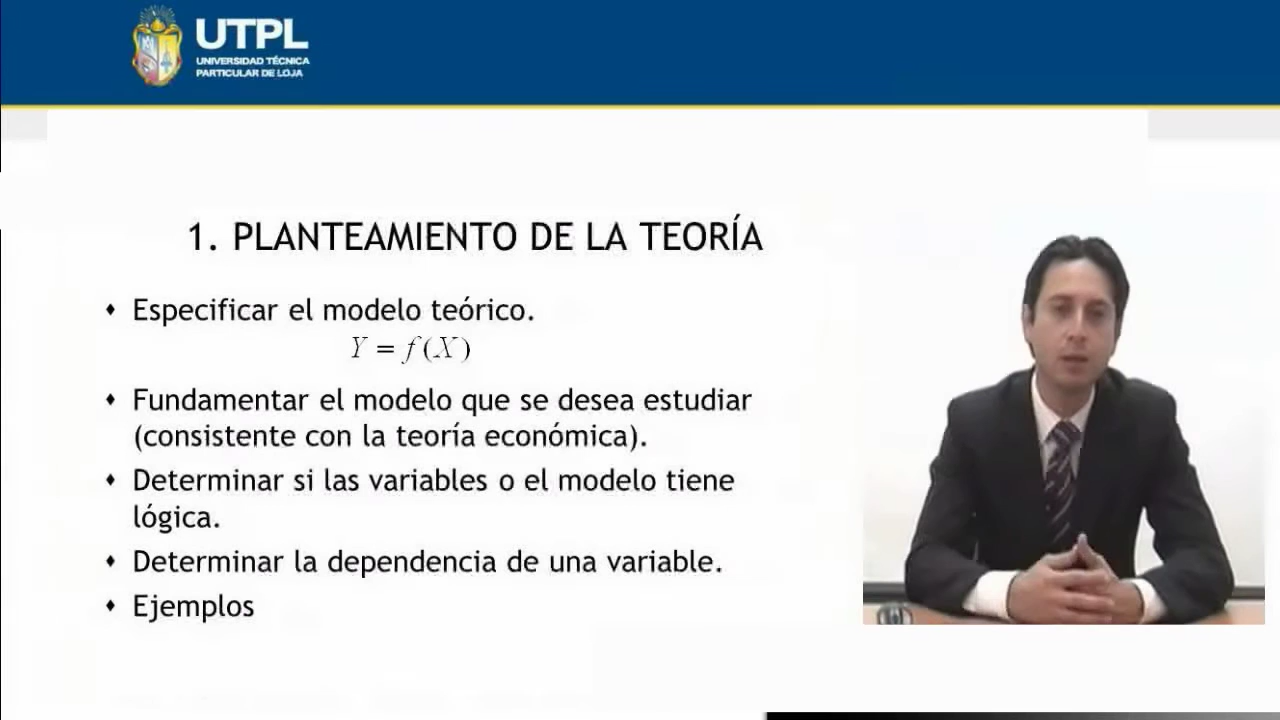 UTPL
UNIVERSIDAD TÉCNICA
PARTICULAR DE LOJA
1. PLANTEAMIENTO DE LA TEORÍA
Especificar el modelo teórico.
Y = f(X)
Fundamentar el modelo que se desea estudiar
(consistente con la teoría económica).
Determinar si las variables o el modelo tiene
lógica.
Determinar la dependencia de una variable.
Ejemplos